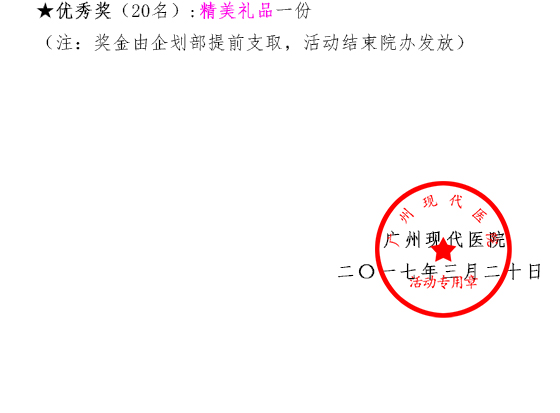 ★优秀奖（20名）:精美礼品一份
（注：奖金由企划部提前支取，活动结束院办发放）
广州现代医院
广州现代医院
二〇一七年三月二十日
活动专用章